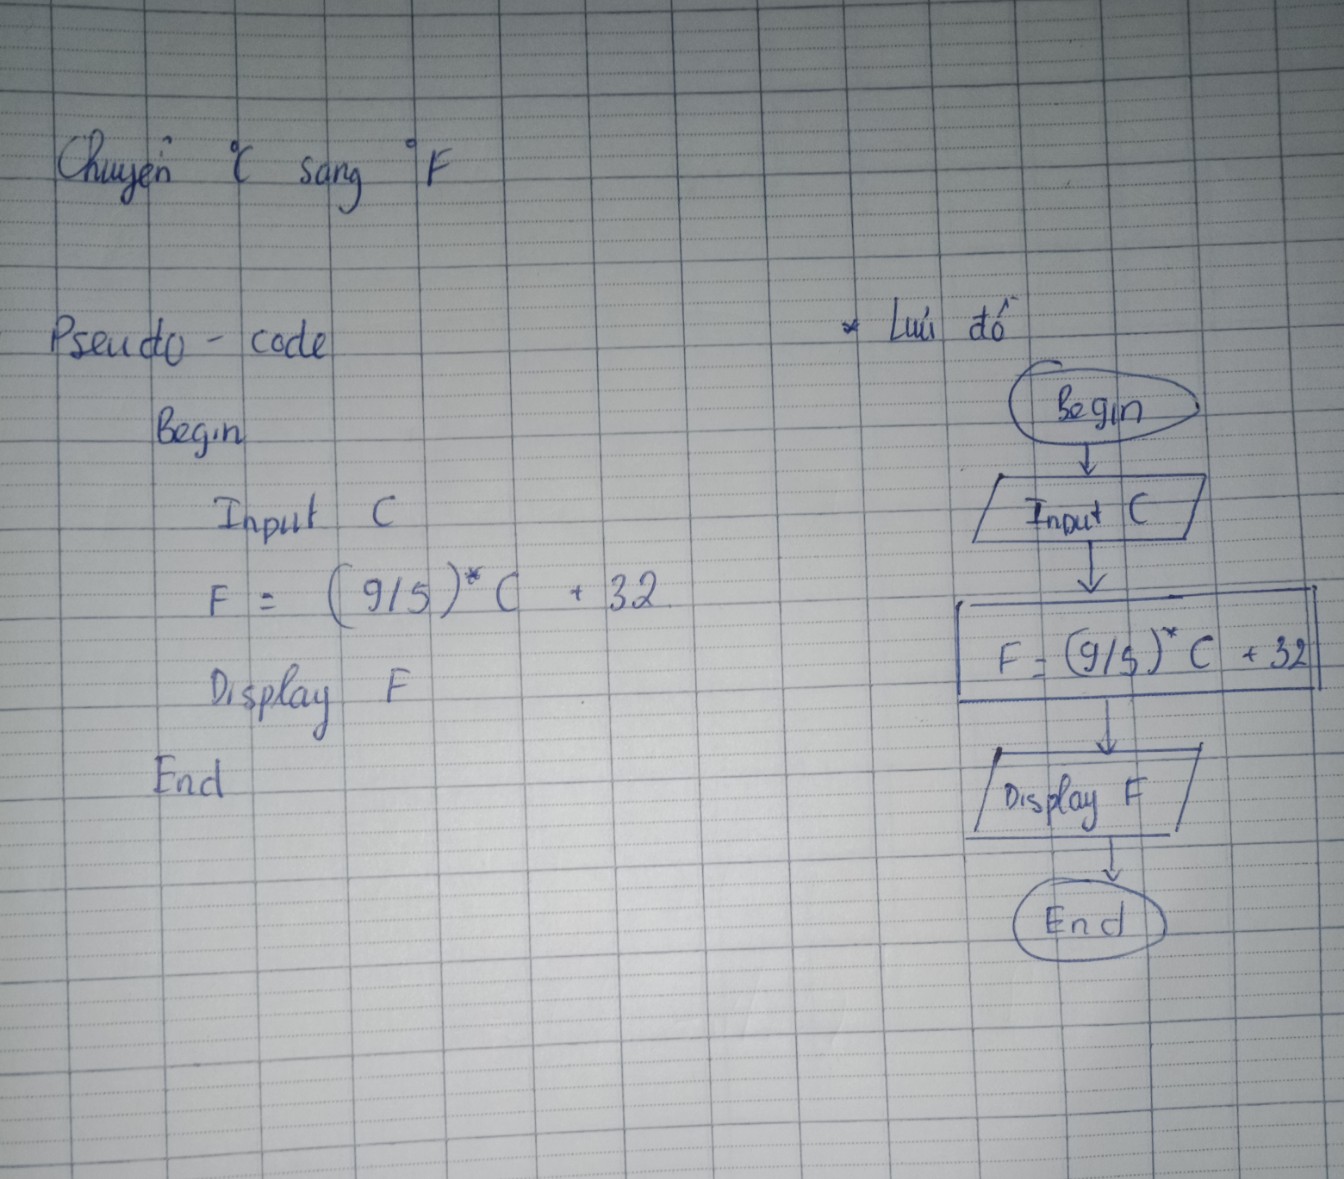 Chuyển °C sang °F
Pseudo - code
Begin
Input C
F = (9/5)* C + 32
Display F
End
* Lưu đồ
Begin
Input C
F = (9/5)* C + 32
Display F
End